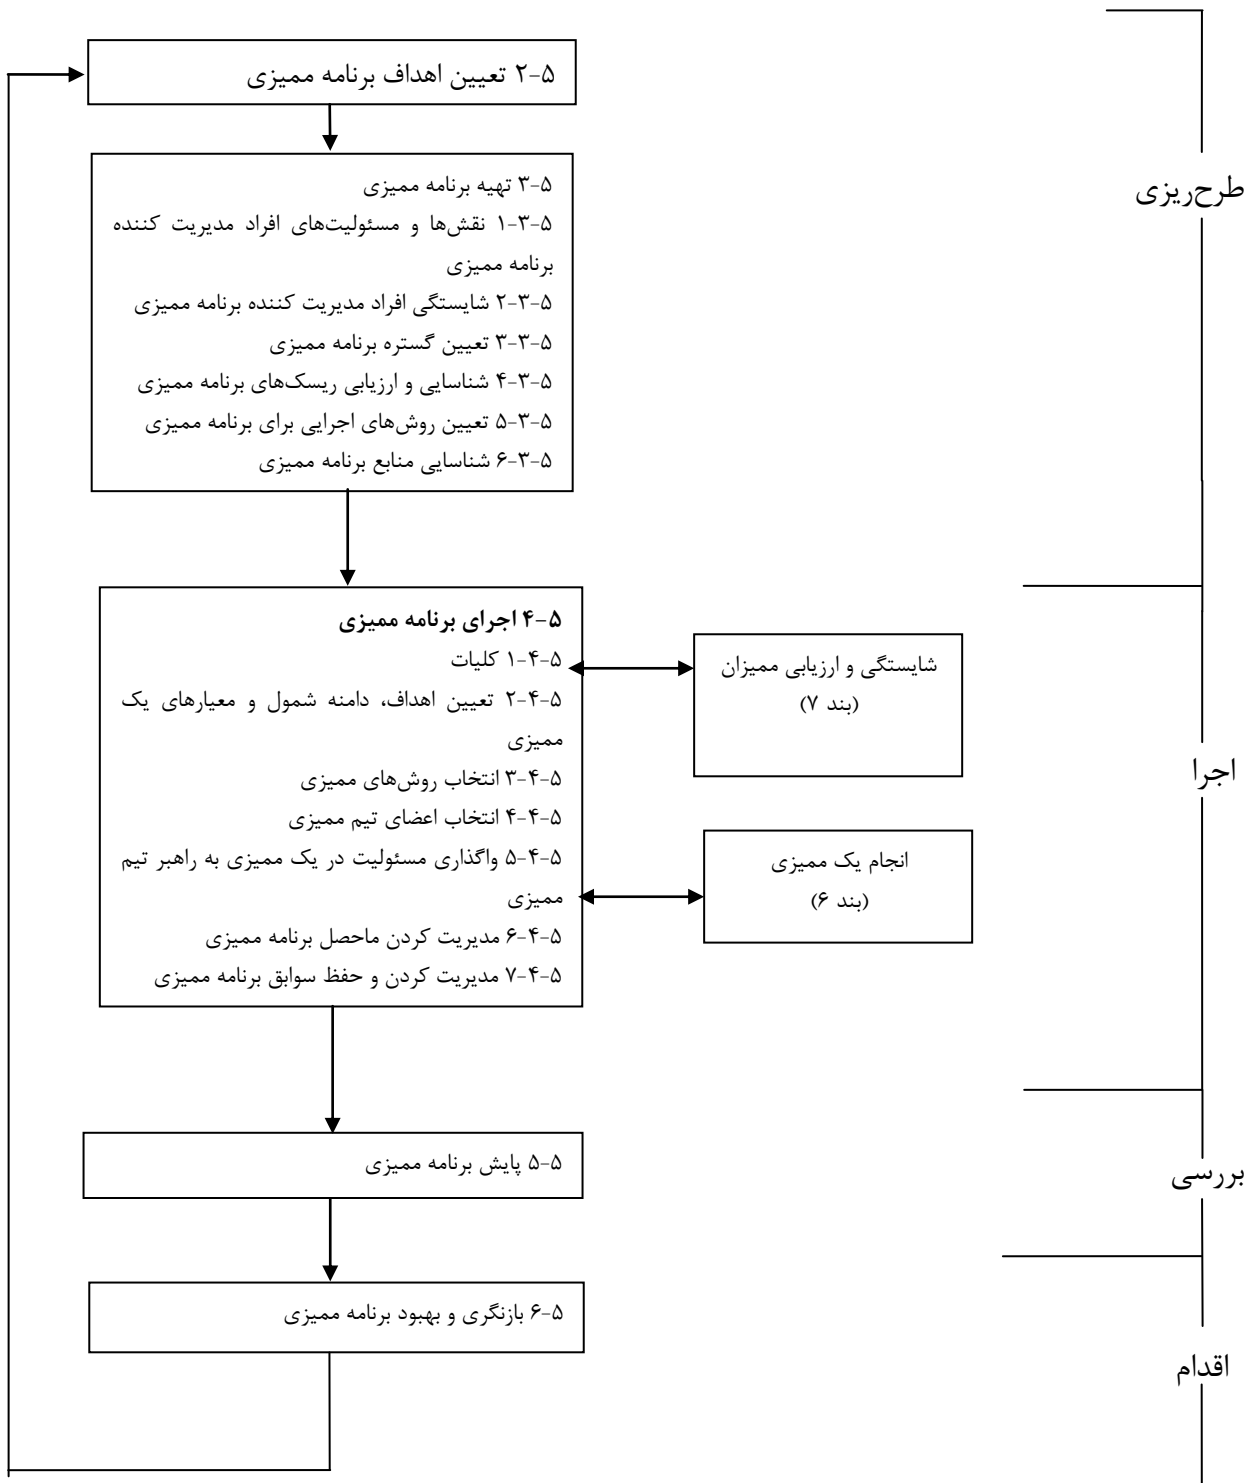 ۲-۵ تعیین اهداف برنامه ممیزی
طرح‌ریزی
۳-۵ تهیه برنامه ممیزی
۱-۳-۵ نقش‌ها و مسئولیت‌های افراد مدیریت کننده
برنامه ممیزی
۲-۳-۵ شایستگی افراد مدیریت کننده برنامه ممیزی
۳-۳-۵ تعیین گستره برنامه ممیزی
۴-۳-۵ شناسایی و ارزیابی ریسک‌های برنامه ممیزی
۵-۳-۵ تعیین روش‌های اجرایی برای برنامه ممیزی
۶-۳-۵ شناسایی منابع برنامه ممیزی
اجرا
۴-۵ اجرای برنامه ممیزی
۱-۴-۵ کلیات
۲-۴-۵ تعیین اهداف، دامنه شمول و معیارهای یک
ممیزی
۳-۴-۵ انتخاب روش‌های ممیزی
۴-۴-۵ انتخاب اعضای تیم ممیزی
۵-۴-۵ واگذاری مسئولیت در یک ممیزی به راهبر تیم
ممیزی
۶-۴-۵ مدیریت کردن ماحصل برنامه ممیزی
۷-۴-۵ مدیریت کردن و حفظ سوابق برنامه ممیزی
شایستگی و ارزیابی ممیزان
(بند ۷)
انجام یک ممیزی
(بند ۶)
بررسی
۵-۵ پایش برنامه ممیزی
اقدام
۶-۵ بازنگری و بهبود برنامه ممیزی